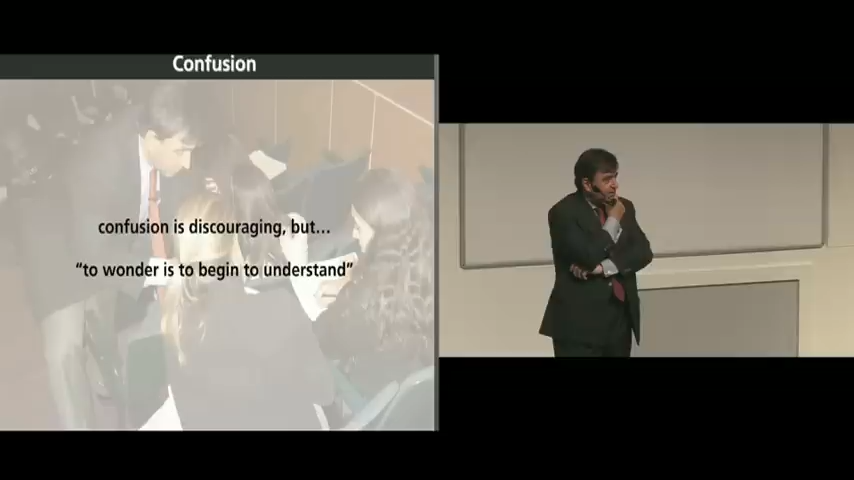 Confusion
confusion is discouraging, but...
“to wonder is to begin to understand”